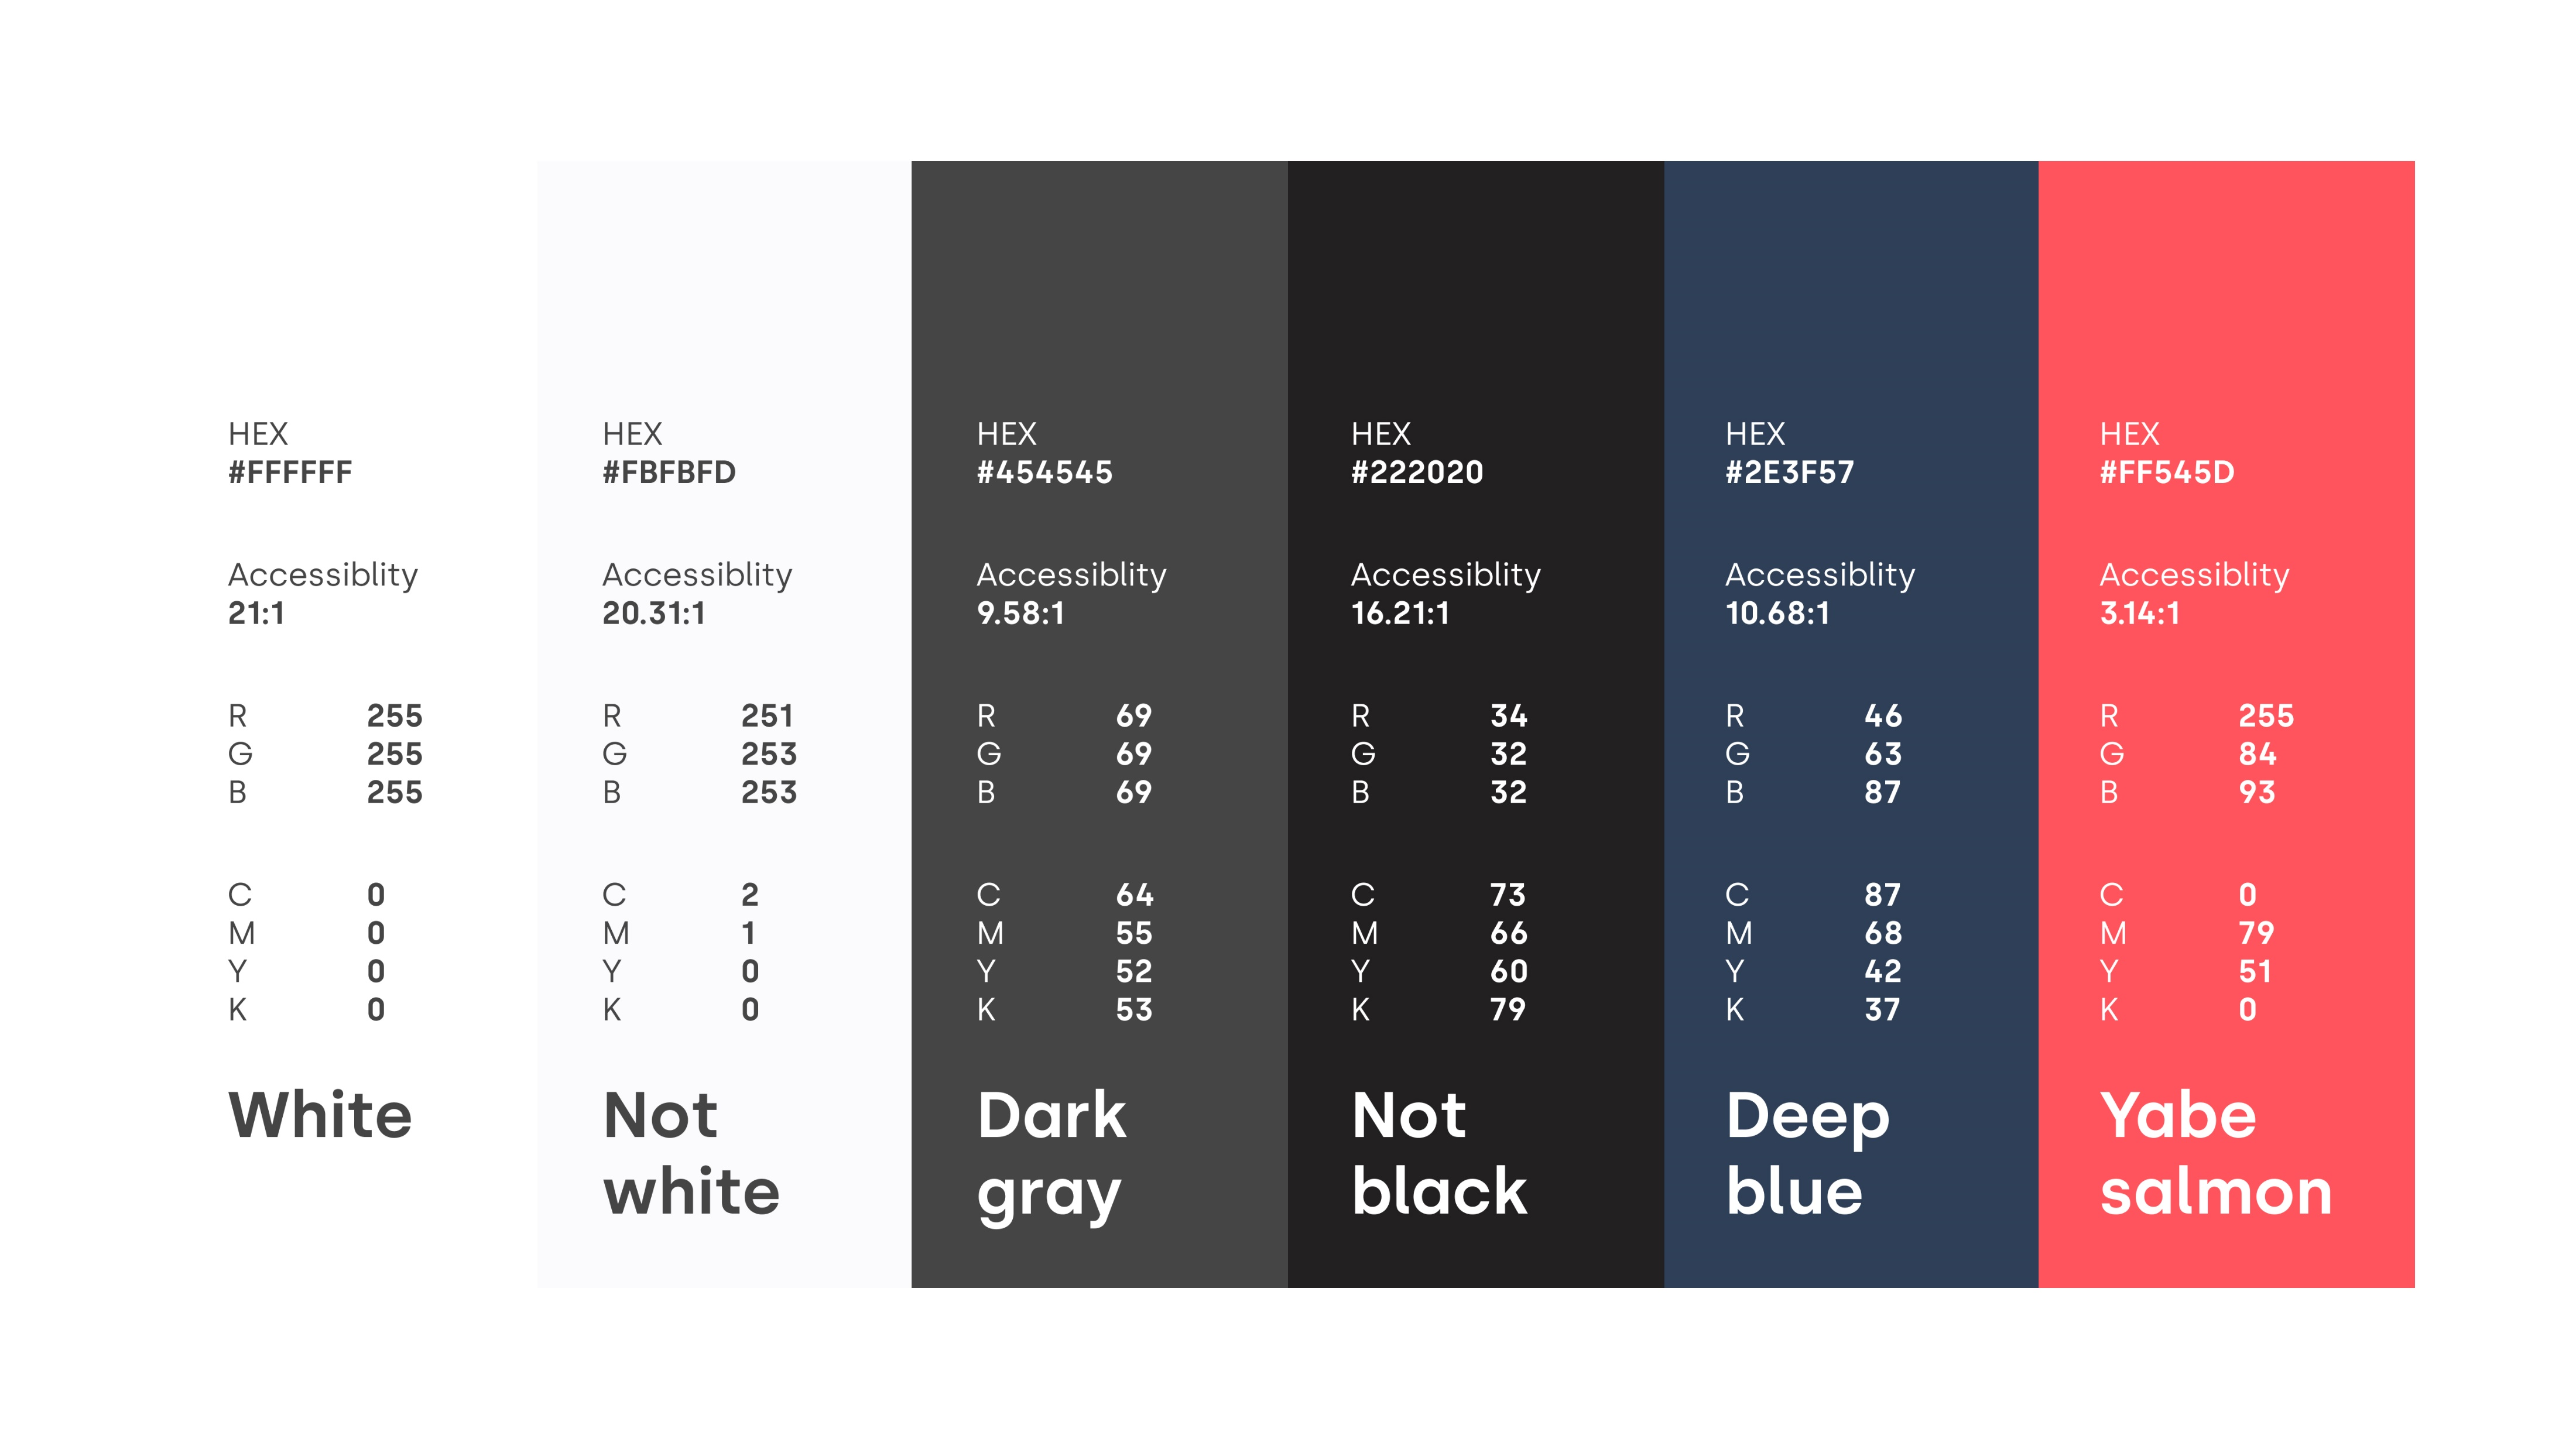 HEX
#FFFFFF
Accessiblity
21:1
R 255
G 255
B 255
C 0
M 0
Y 0
K 0
White
HEX
#FBFBFD
Accessiblity
20.31:1
R 251
G 253
B 253
C 2
M 1
Y 0
K 0
Not
white
HEX
#454545
Accessiblity
9.58:1
R 69
G 69
B 69
C 64
M 55
Y 52
K 53
Dark
gray
HEX
#222020
Accessiblity
16.21:1
R 34
G 32
B 32
C 73
M 66
Y 60
K 79
Not
black
HEX
#2E3F57
Accessiblity
10.68:1
R 46
G 63
B 87
C 87
M 68
Y 42
K 37
Deep
blue
HEX
#FF545D
Accessiblity
3.14:1
R 255
G 84
B 93
C 0
M 79
Y 51
K 0
Yabe
salmon